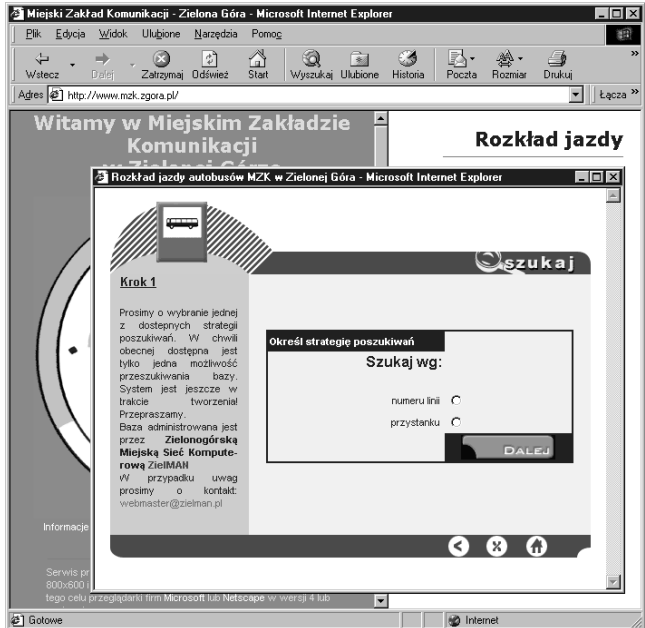 Miejski Zakład Komunikacji - Zielona Góra - Microsoft Internet Explorer
Plik Edycja Widok Ulubione Narzędzia Pomoc
Wstecz Dalej Zatrzymaj Odśwież Start Wyszukaj Ulubione Historia Poczta Rozmiar Drukuj
Adres http://www.mzk.zgora.pl/ Łącza
Witamy w Miejskim Zakładzie
Komunikacji
w Zielonej Górze
Rozkład jazdy
Rozkład jazdy autobusów MZK w Zielonej Góra - Microsoft Internet Explorer
szukaj
Krok 1
Prosimy o wybranie jednej
z dostepnych strategii
poszukiwań. W chwili
obecnej dostępna jest
tylko jedna możliwość
przeszukiwania bazy.
System jest jeszcze w
trakcie tworzenia!
Przepraszamy.
Baza administrowana jest
przez Zielonogórską
Miejską Sieć Kompute-
rową ZielMAN
W przypadku uwag
prosimy o kontakt:
webmaster@zielman.pl
Określ strategię poszukiwań
Szukaj wg:
numeru linii
przystanku
DALEJ
Informacje
Serwis pr
800x600 i
tego celu przeglądarki firm Microsoft lub Netscape w wersji 4 lub
Gotowe Internet